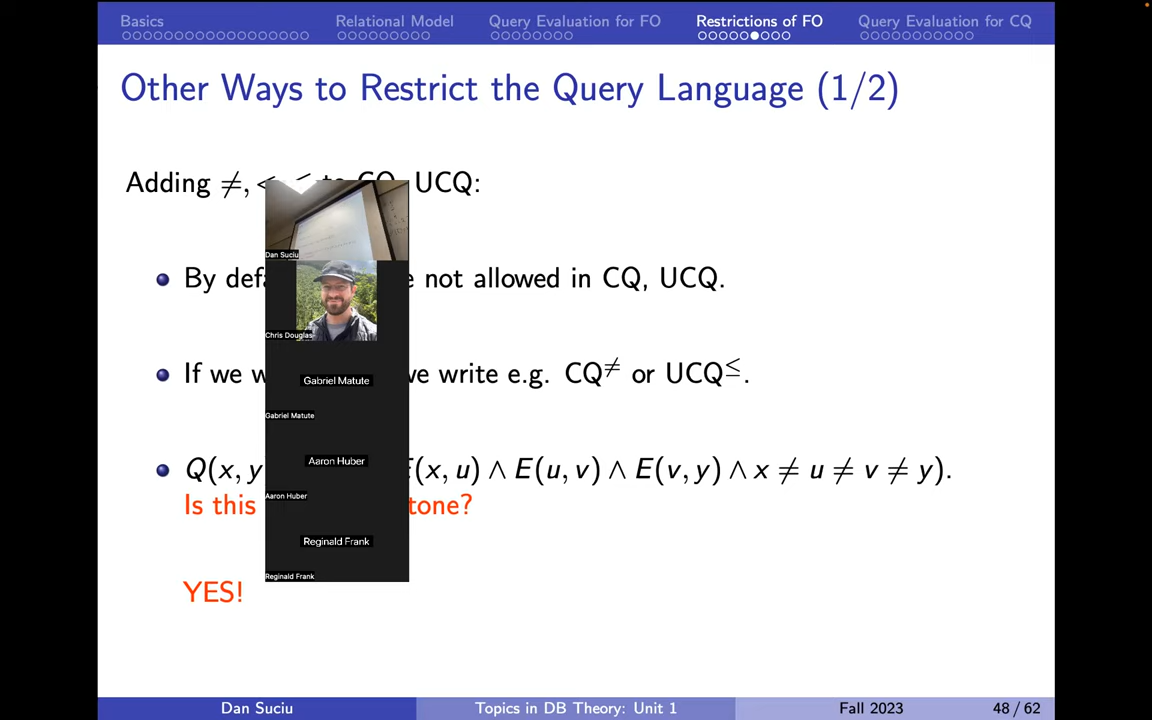 Basics Relational Model Query Evaluation for FO Restrictions of FO Query Evaluation for CQ
Other Ways to Restrict the Query Language (1/2)
Adding ≠, CQ, UCQ:
By not allowed in CQ, UCQ.
If we we write e.g. CQ≠ or UCQ≤.
Q(x, y E(x, u) ∧ E(u, v) ∧ E(v, y) ∧ x ≠ u ≠ v ≠ y).
Is this tone?
YES!
Dan Suciu
Chris Douglas
Gabriel Matute
Gabriel Matute
Aaron Huber
Aaron Huber
Reginald Frank
Reginald Frank
Dan Suciu Topics in DB Theory: Unit 1 Fall 2023 48 / 62